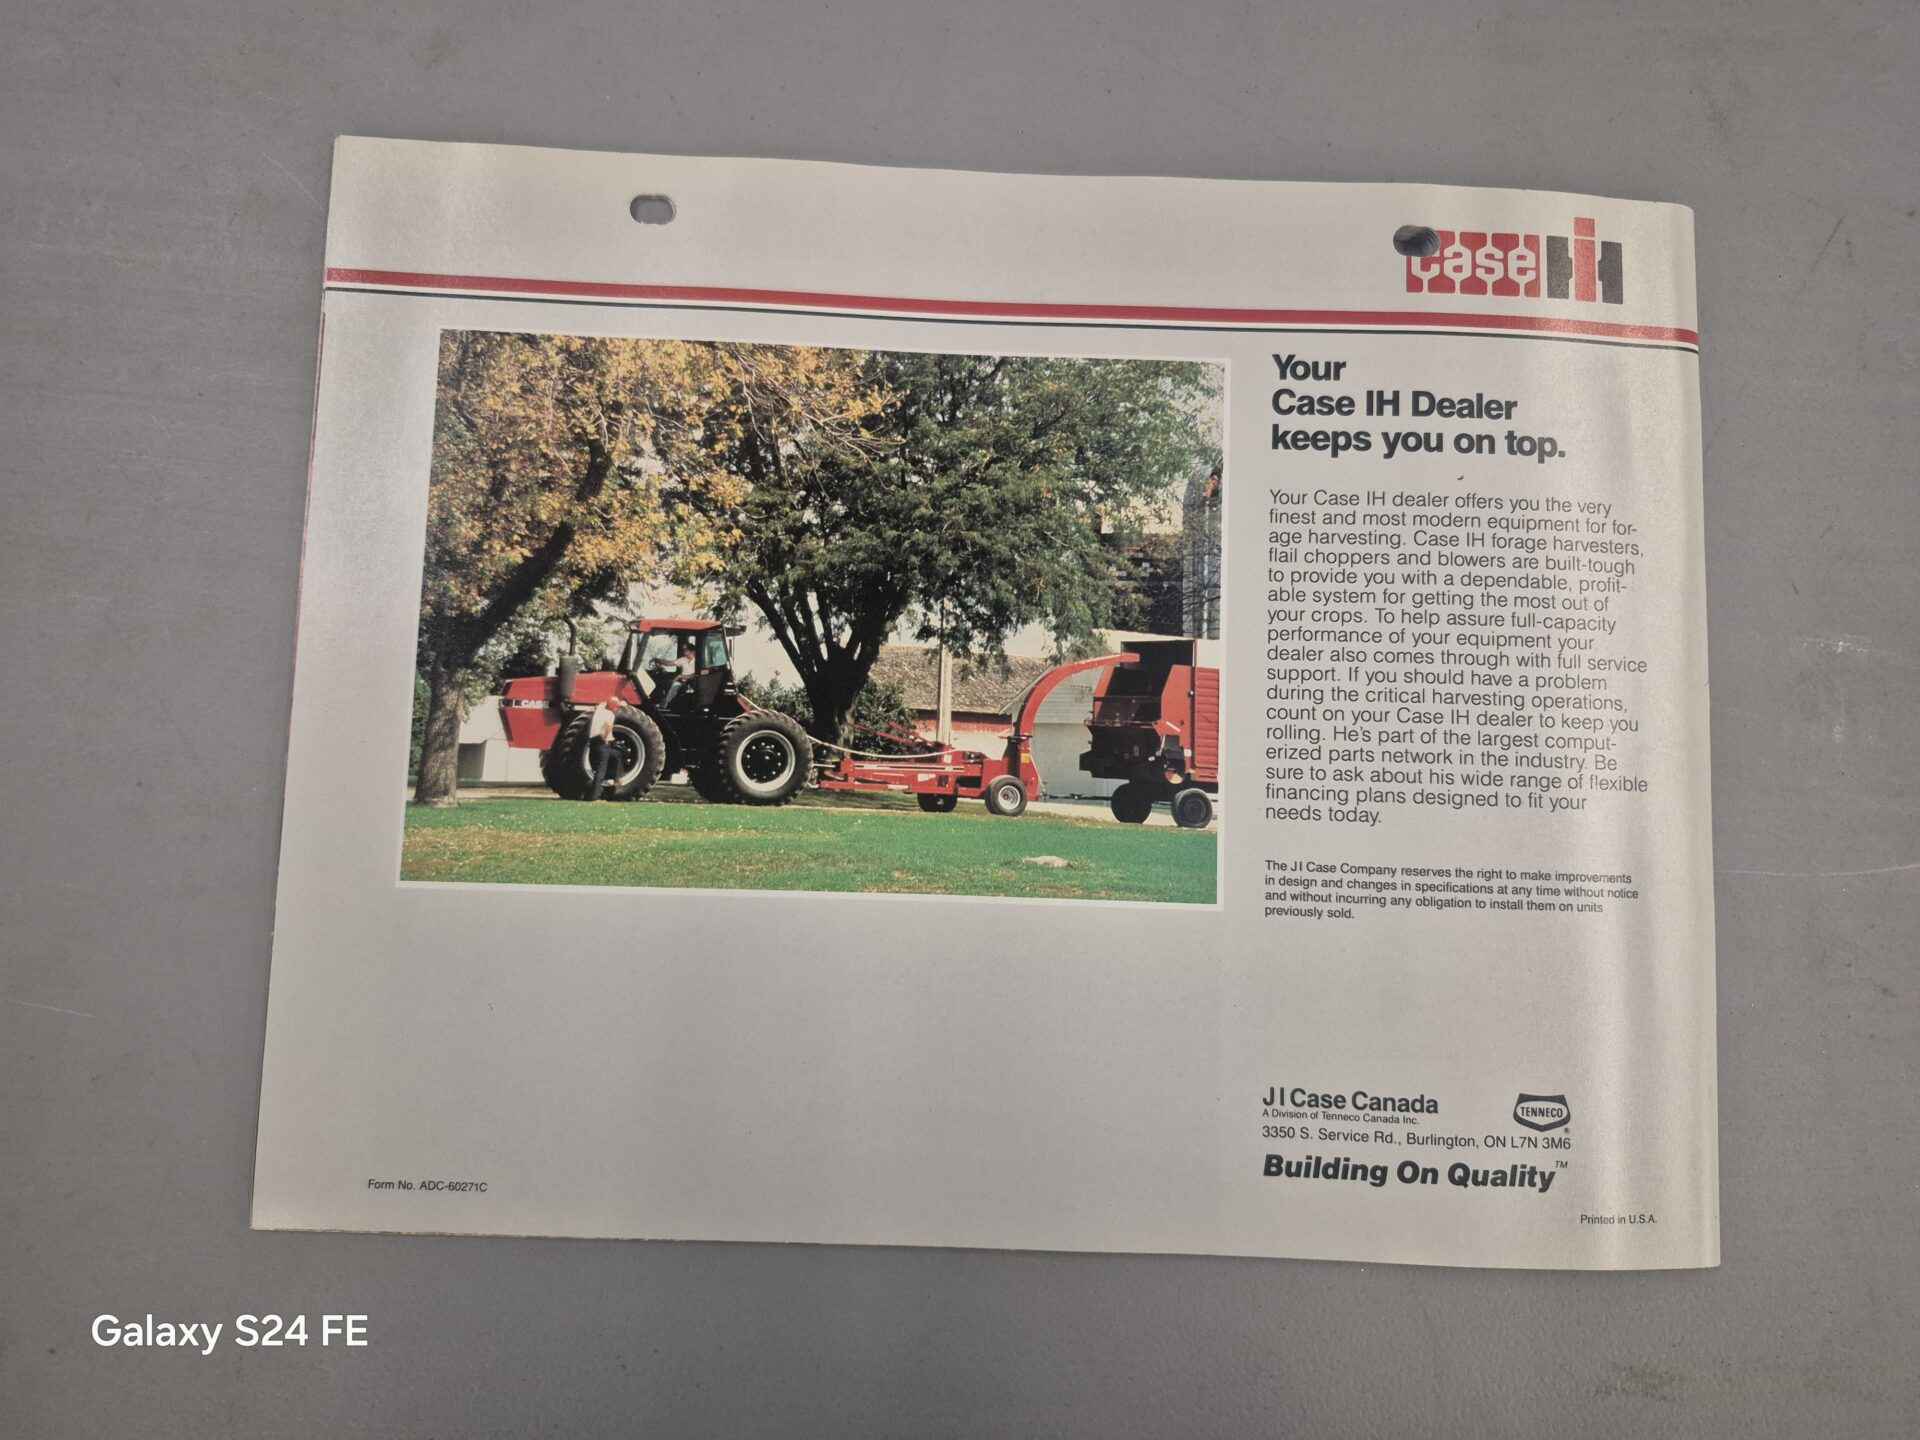 case IH
Your
Case IH Dealer
keeps you on top.
Your Case IH dealer offers you the very
finest and most modern equipment for for-
age harvesting. Case IH forage harvesters,
flail choppers and blowers are built-tough
to provide you with a dependable, profit-
able system for getting the most out of
your crops. To help assure full-capacity
performance of your equipment your
dealer also comes through with full service
support. If you should have a problem
during the critical harvesting operations,
count on your Case IH dealer to keep you
rolling. He's part of the largest comput-
erized parts network in the industry. Be
sure to ask about his wide range of flexible
financing plans designed to fit your
needs today.
The J I Case Company reserves the right to make improvements
in design and changes in specifications at any time without notice
and without incurring any obligation to install them on units
previously sold.
CASE
J I Case Canada
A Division of Tenneco Canada Inc.
TENNECO
®
3350 S. Service Rd., Burlington, ON L7N 3M6
Building On Quality™
Form No. ADC-60271C
Printed in U.S.A.
Galaxy S24 FE